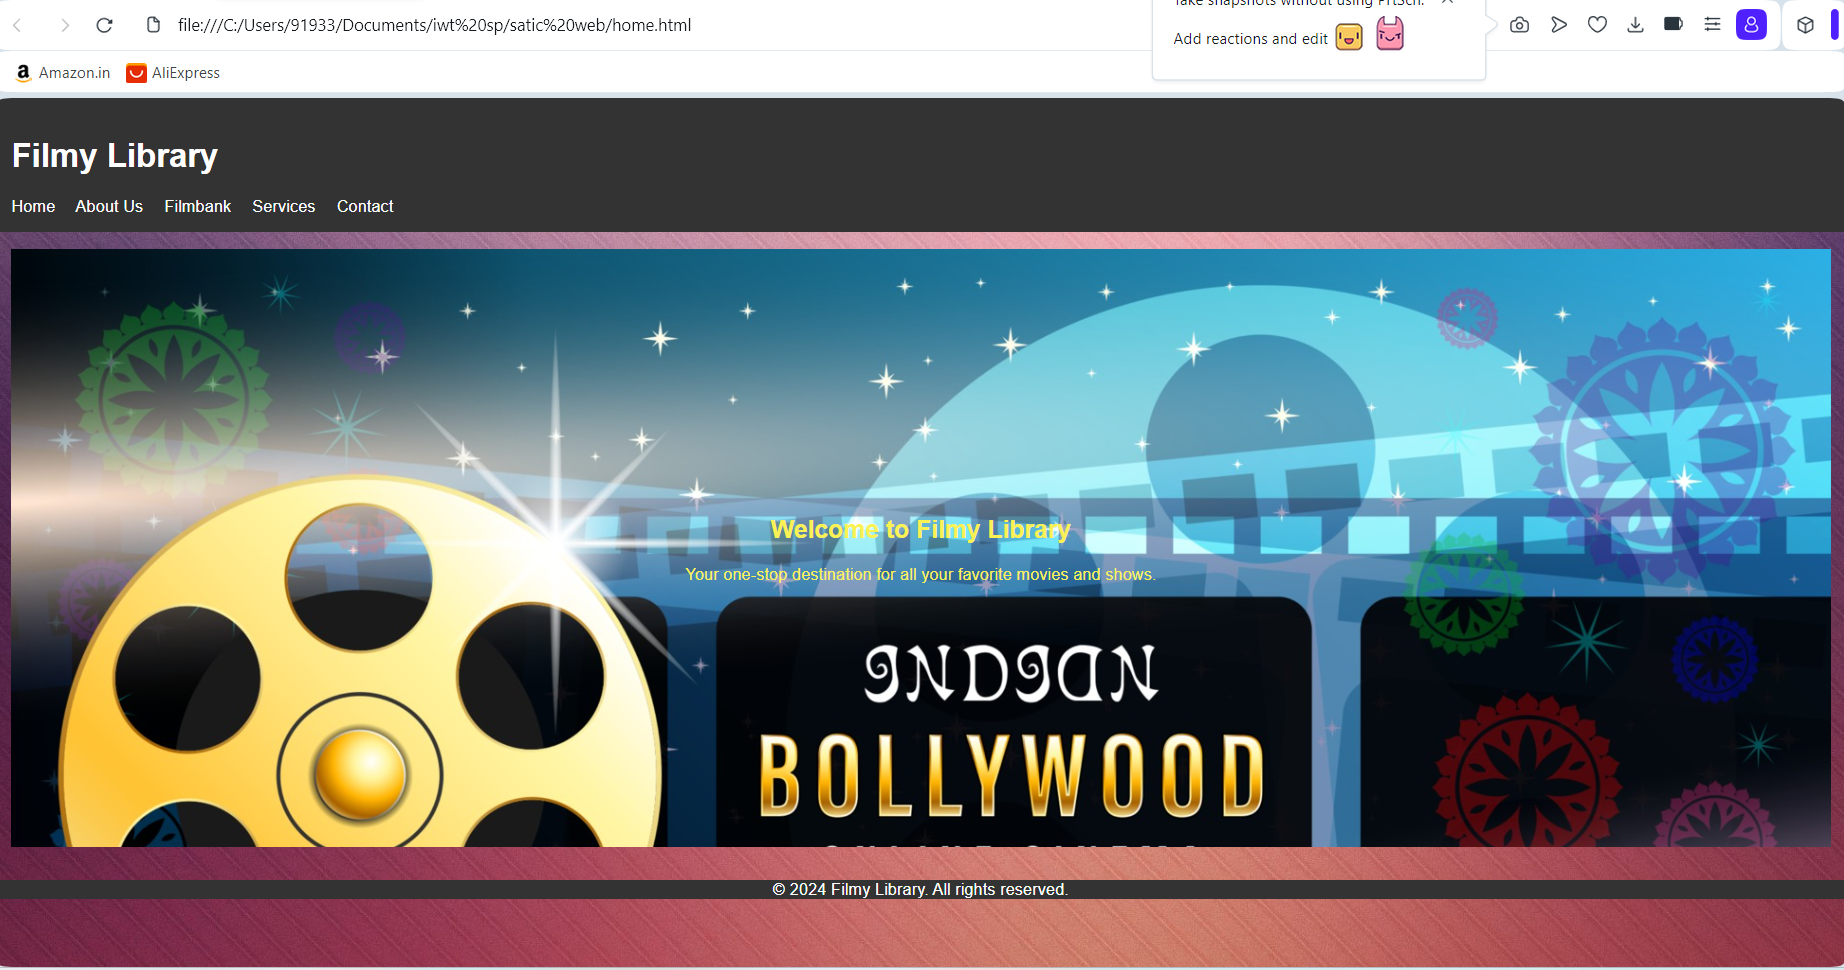 file:///C:/Users/91933/Documents/iwt%20sp/satic%20web/home.html
Take snapshots without using PrtScn.
Add reactions and edit
Amazon.in
AliExpress
Filmy Library
Home About Us Filmbank Services Contact
Welcome to Filmy Library
Your one-stop destination for all your favorite movies and shows.
INDIAN
BOLLYWOOD
© 2024 Filmy Library. All rights reserved.